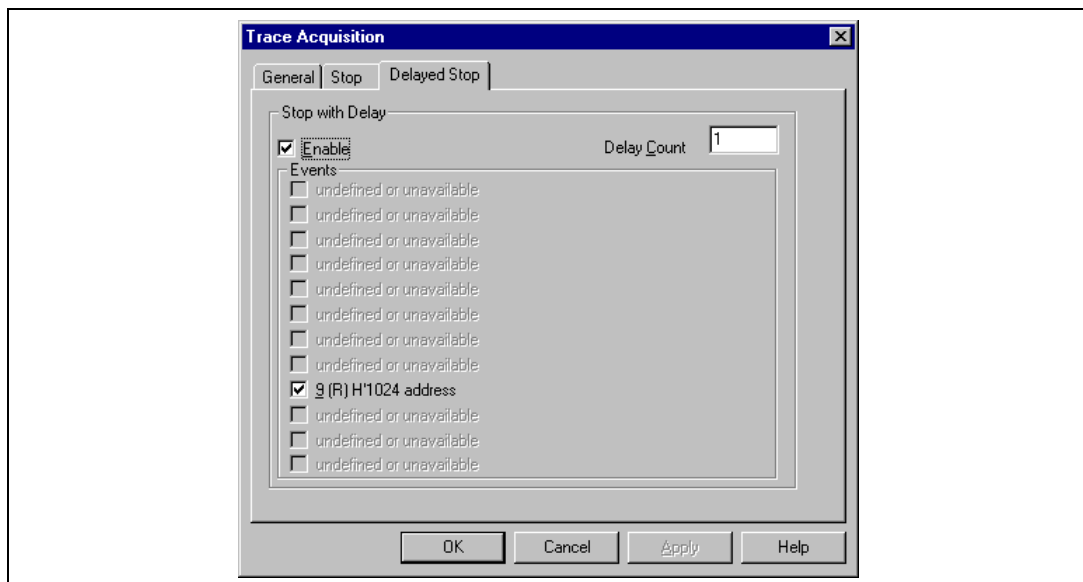 Trace Acquisition
General Stop Delayed Stop
Stop with Delay
Enable Delay Count 1
Events
undefined or unavailable
undefined or unavailable
undefined or unavailable
undefined or unavailable
undefined or unavailable
undefined or unavailable
undefined or unavailable
undefined or unavailable
9 (R) H'1024 address
undefined or unavailable
undefined or unavailable
undefined or unavailable
OK Cancel Apply Help